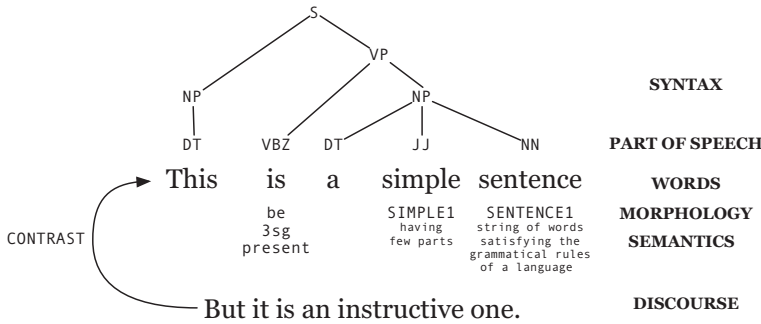 S
VP
NP NP SYNTAX
DT VBZ DT JJ NN PART OF SPEECH
This is a simple sentence WORDS
be SIMPLE1 SENTENCE1 MORPHOLOGY
3sg having string of words
present few parts satisfying the SEMANTICS
CONTRAST grammatical rules
of a language
But it is an instructive one. DISCOURSE